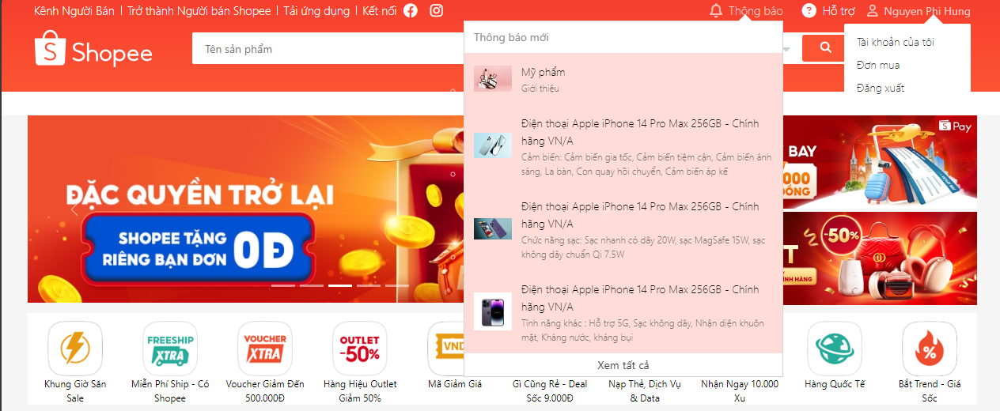 Kênh Người Bán
Trở thành Người bán Shopee
Tải ứng dụng
Kết nối
Thông báo
Hỗ trợ
Nguyen Phi Hung
Shopee
Tên sản phẩm
Thông báo mới
Mỹ phẩm
Giới thiệu
Điện thoại Apple iPhone 14 Pro Max 256GB - Chính
hãng VN/A
Cảm biến: Cảm biến gia tốc, Cảm biến tiệm cận, Cảm biến ánh
sáng, La bàn, Con quay hồi chuyển, Cảm biến áp kế
Điện thoại Apple iPhone 14 Pro Max 256GB - Chính
hãng VN/A
Chức năng sạc: Sạc nhanh có dây 20W, sạc MagSafe 15W, sạc
không dây chuẩn Qi 7.5W
Điện thoại Apple iPhone 14 Pro Max 256GB - Chính
hãng VN/A
Tính năng khác : Hỗ trợ 5G, Sạc không dây, Nhận diện khuôn
mặt, Kháng nước, kháng bụi
Xem tất cả
Tài khoản của tôi
Đơn mua
Đăng xuất
ĐẶC QUYỀN TRỞ LẠI
SHOPEE TẶNG
RIÊNG BẠN ĐƠN
0Đ
Pay
BAY
000
ĐỒNG
-50%
T
CHÍNH HÃNG
FREESHIP
XTRA
VOUCHER
XTRA
OUTLET
-50%
VND
Khung Giờ Săn
Sale
Miễn Phí Ship - Có
Shopee
Voucher Giảm Đến
500.000Đ
Hàng Hiệu Outlet
Giảm 50%
Mã Giảm Giá
Gì Cũng Rẻ - Deal
Sốc 9.000Đ
Nạp Thẻ, Dịch Vụ
& Data
Nhận Ngay 10.000
Xu
Hàng Quốc Tế
Bắt Trend - Giá
Sốc